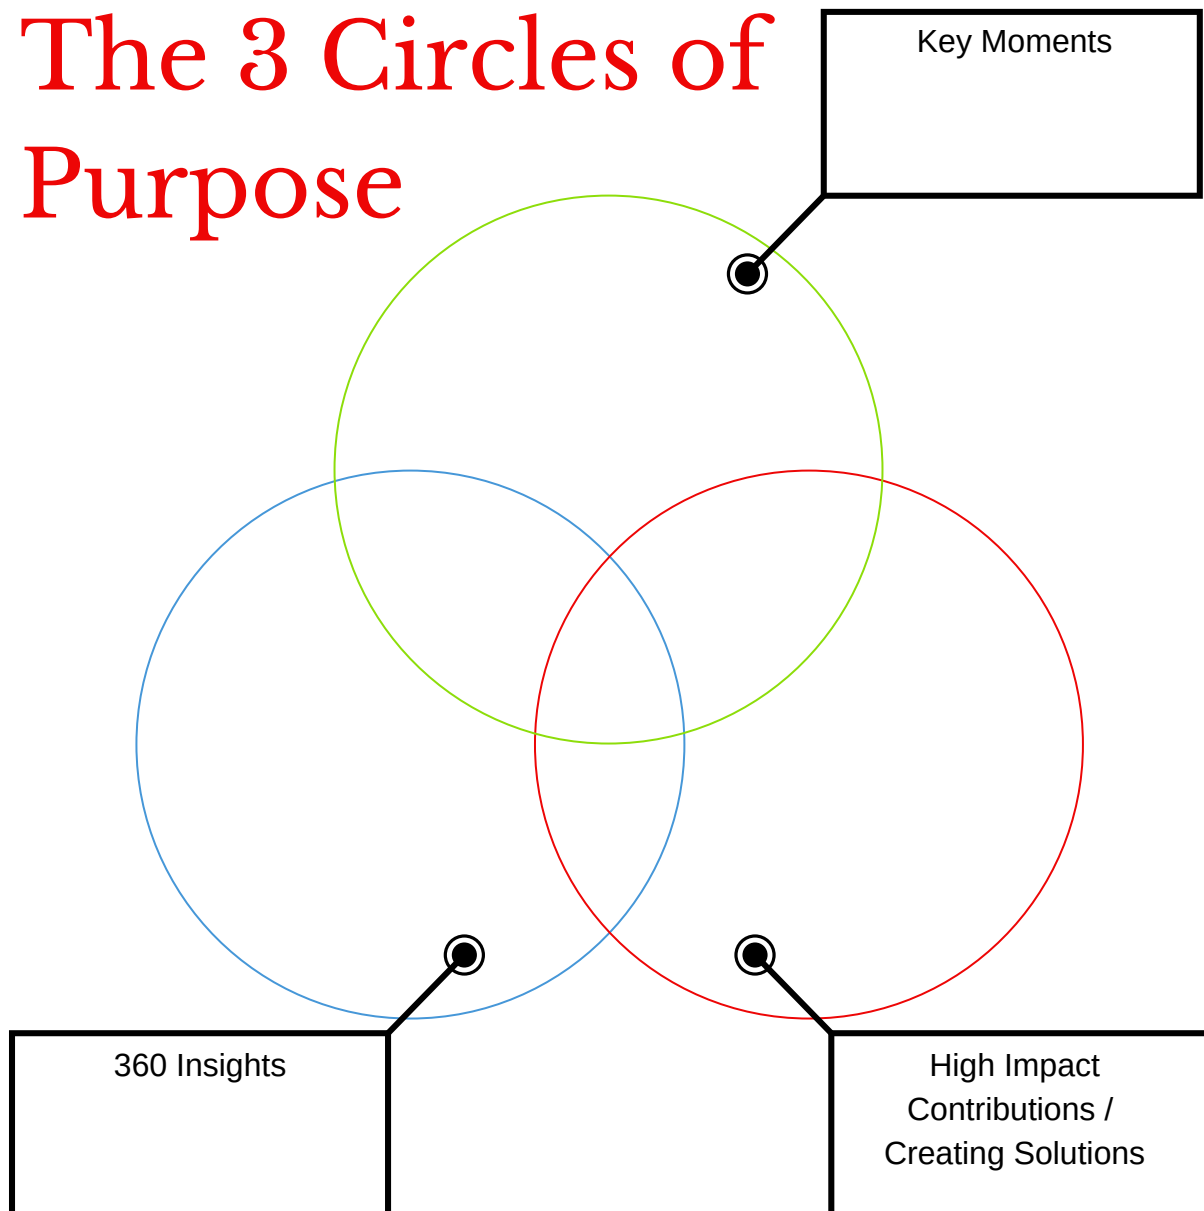 The 3 Circles of
Purpose
Key Moments
360 Insights
High Impact
Contributions /
Creating Solutions